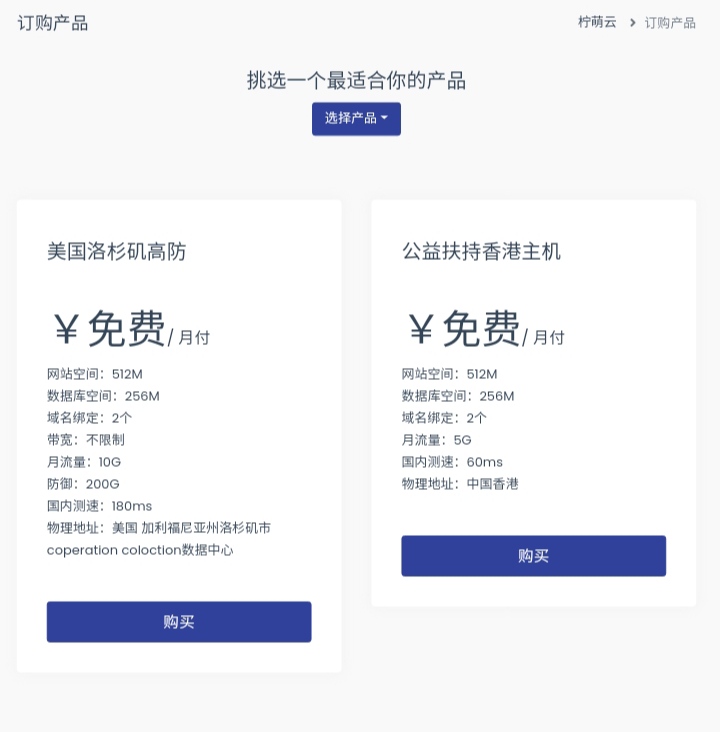 订购产品
柠萌云 > 订购产品
挑选一个最适合你的产品
选择产品
美国洛杉矶高防
￥免费/ 月付
网站空间：512M
数据库空间：256M
域名绑定：2个
带宽：不限制
月流量：10G
防御：200G
国内测速：180ms
物理地址：美国 加利福尼亚州洛杉矶市
coperation coloction数据中心
购买
公益扶持香港主机
￥免费/ 月付
网站空间：512M
数据库空间：256M
域名绑定：2个
月流量：5G
国内测速：60ms
物理地址：中国香港
购买